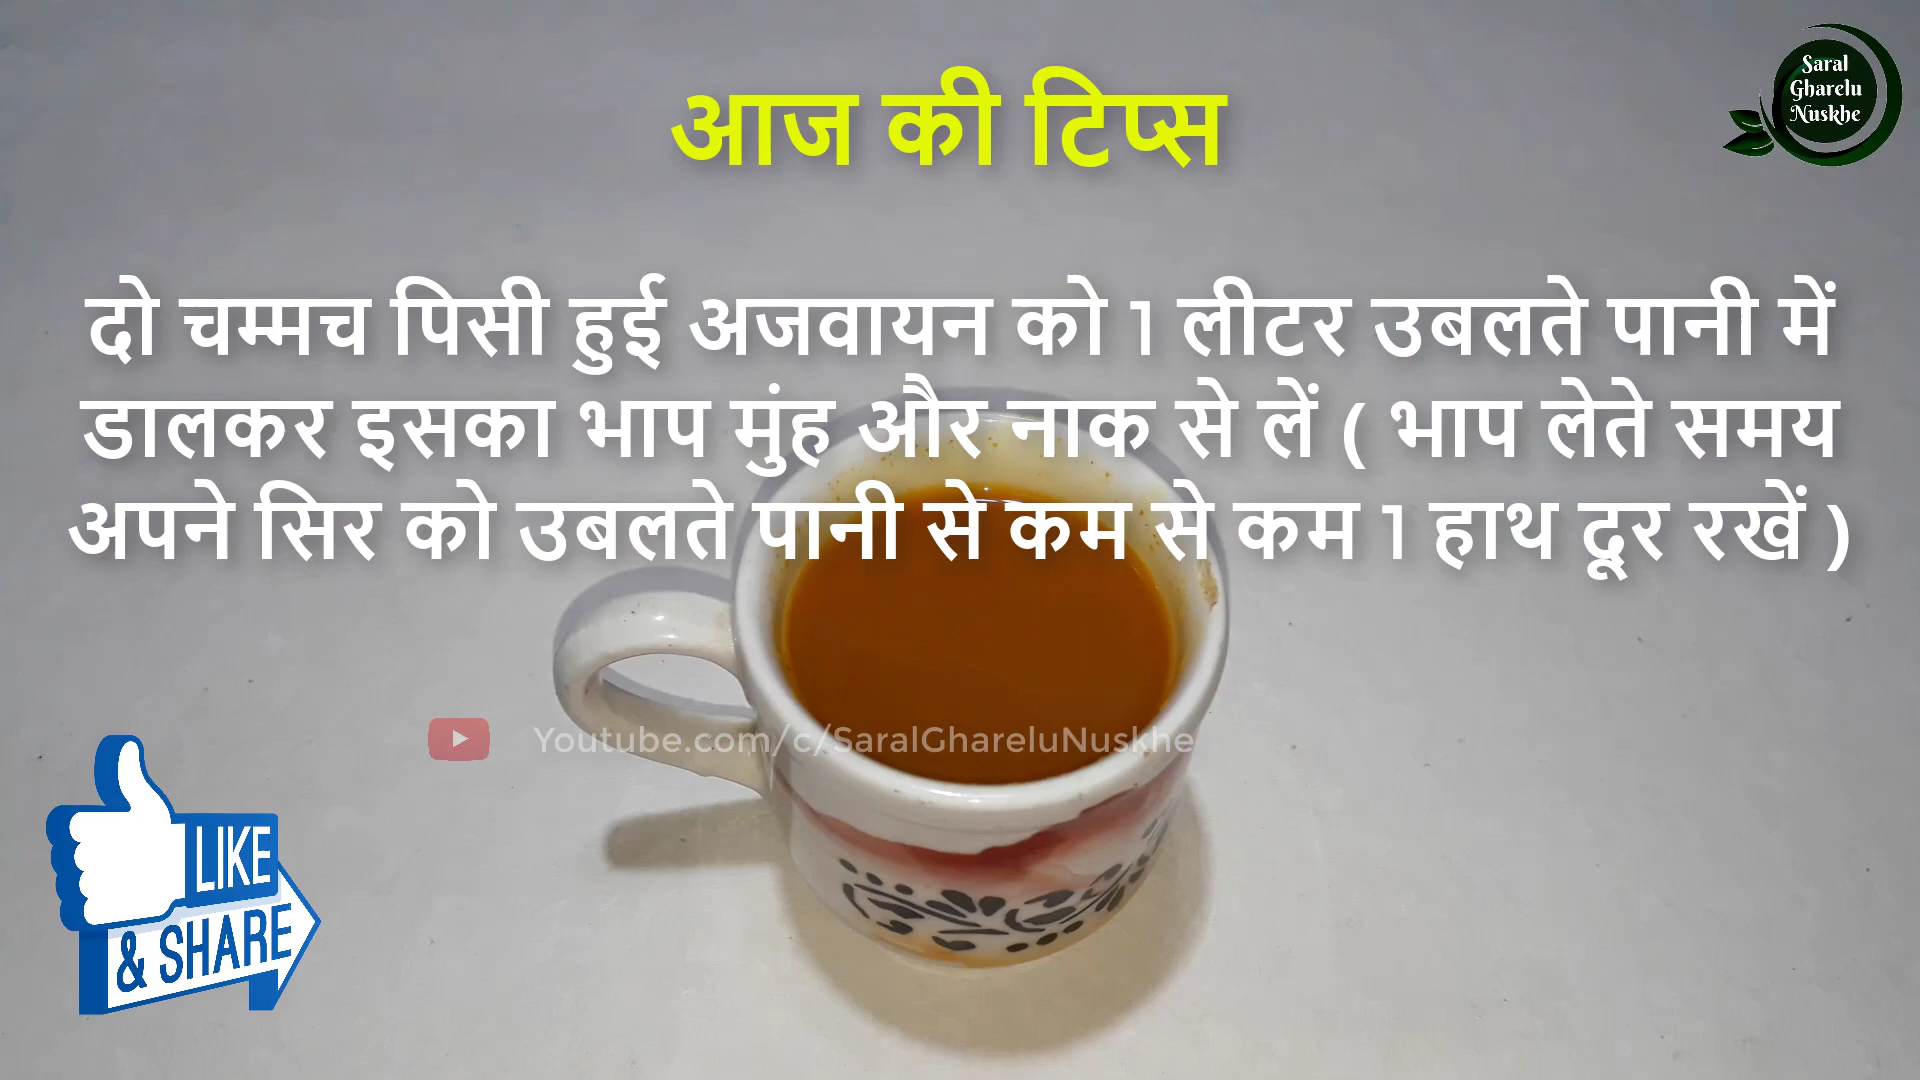 आज की टिप्स
Saral
Gharelu
Nuskhe
दो चम्मच पिसी हुई अजवायन को 1 लीटर उबलते पानी में
डालकर इसका भाप मुंह और नाक से लें ( भाप लेते समय
अपने सिर को उबलते पानी से कम से कम 1 हाथ दूर रखें )
Youtube.com/c/SaralGhareluNuskhe
LIKE
& SHARE